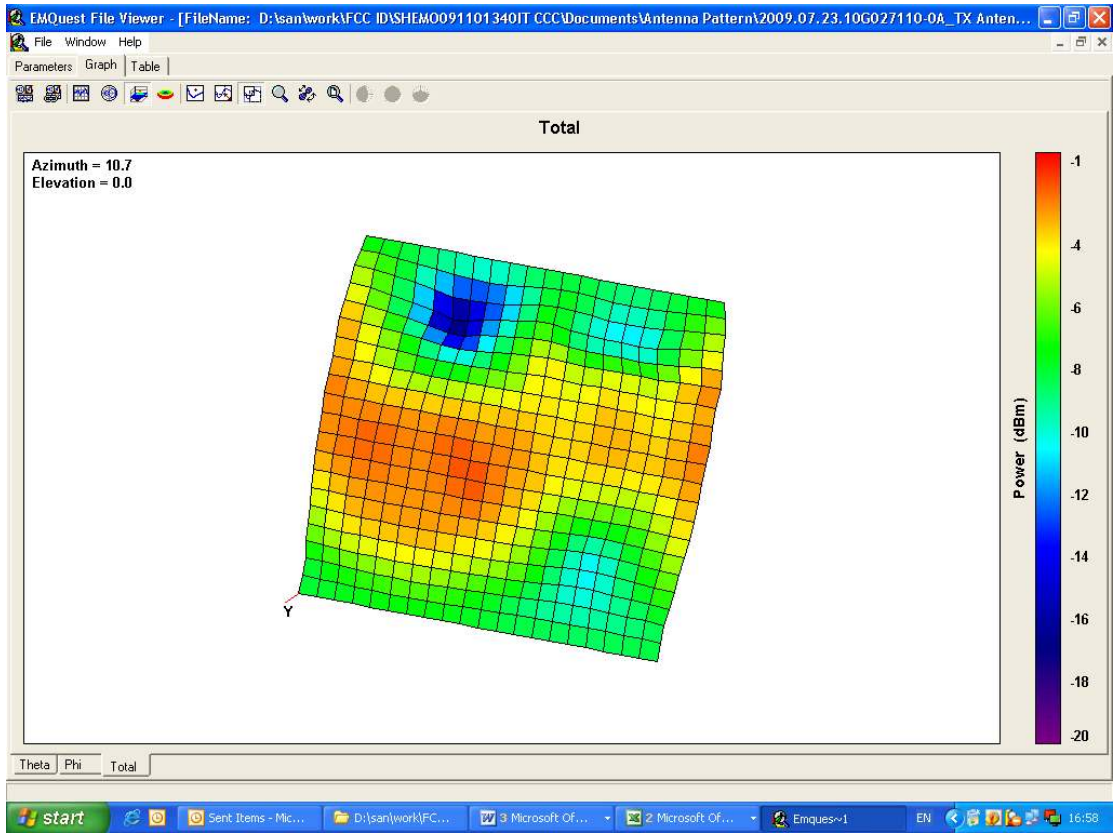 EMQuest File Viewer - [FileName: D:\san\work\FCC ID\SHEMO091101340IT CCC\Documents\Antenna Pattern\2009.07.23.10G027110-0A_TX Anten...
File Window Help
Parameters Graph Table
Total
Azimuth = 10.7
Elevation = 0.0
-1
-4
-6
-8
-10
-12
-14
-16
-18
-20
Power (dBm)
Y
Theta Phi Total
start Sent Items - Mic... D:\san\work\FC... 3 Microsoft Of... 2 Microsoft Of... Emques~1 EN 16:58